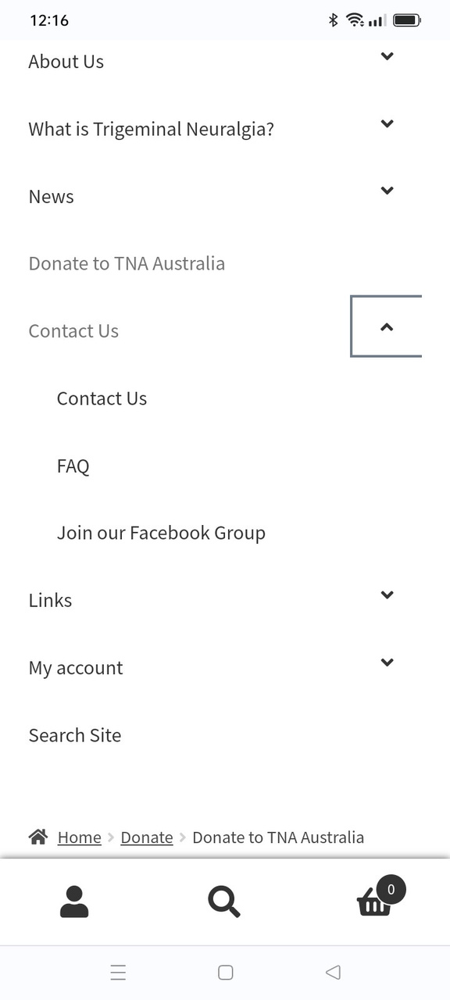 12:16
About Us
What is Trigeminal Neuralgia?
News
Donate to TNA Australia
Contact Us
Contact Us
FAQ
Join our Facebook Group
Links
My account
Search Site
Home Donate Donate to TNA Australia
0